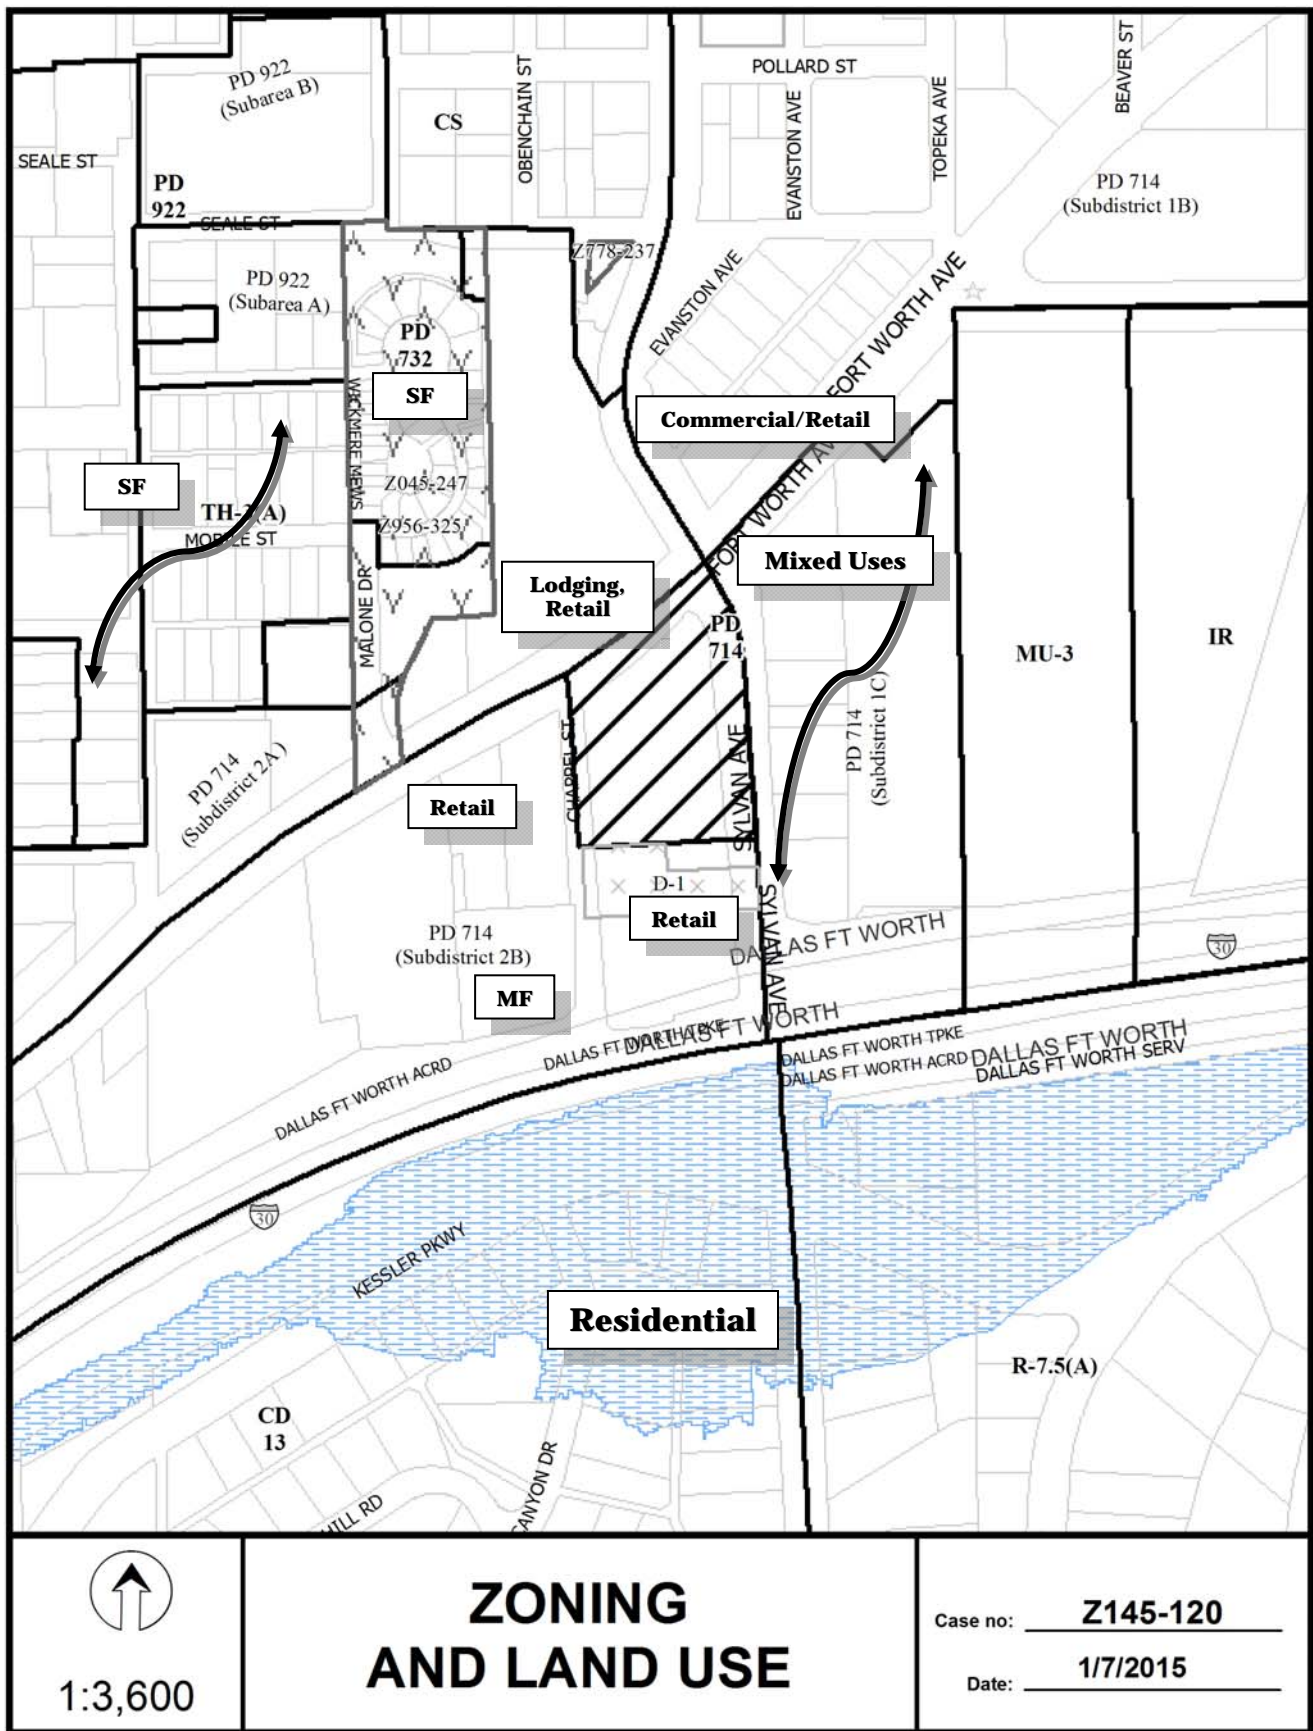 POLLARD ST
BEAVER ST
OBENCHAIN ST
EVANSTON AVE
TOPEKA AVE
PD 922
(Subarea B)
CS
SEALE ST
PD
922
SEALE ST
PD 714
(Subdistrict 1B)
Z778-237
PD 922
(Subarea A)
EVANSTON AVE
FORT WORTH AVE
PD
732
SF
WICKMERE MEWS
Commercial/Retail
SF
Z045-247
TH-
(A)
Z956-325
ST
FORT WORTH AV
Mixed Uses
Lodging,
Retail
MALONE DR
PD
714
MU-3
IR
PD 714
(Subdistrict 1C)
CHAPPEL ST
SYLVAN AVE
PD 714
(Subdistrict 2A)
Retail
D-1
Retail
SYLVAN AVE
PD 714
(Subdistrict 2B)
DALLAS FT WORTH
30
MF
DALLAS FT WORTH TPKE
DALLAS FT WORTH
DALLAS FT WORTH TPKE
DALLAS FT WORTH ACRD
DALLAS FT WORTH
DALLAS FT WORTH SERV
DALLAS FT WORTH ACRD
30
KESSLER PKWY
Residential
R-7.5(A)
CD
13
HILL RD
CANYON DR
1:3,600
ZONING
AND LAND USE
Case no: Z145-120
Date: 1/7/2015